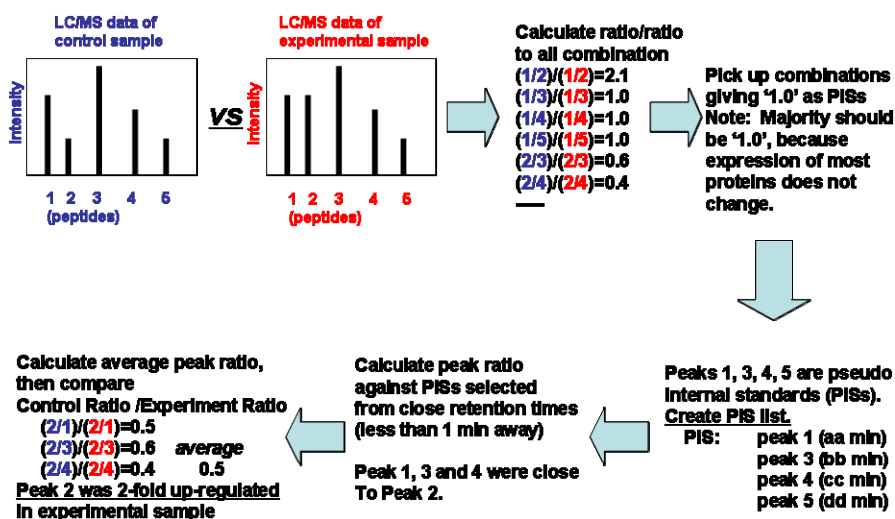 LC/MS data of
control sample
Intensity
1 2 3 4 5
(peptides)
VS
LC/MS data of
experimental sample
Intensity
1 2 3 4 5
(peptides)
Calculate ratio/ratio
to all combination
(1/2)/(1/2)=2.1
(1/3)/(1/3)=1.0
(1/4)/(1/4)=1.0
(1/5)/(1/5)=1.0
(2/3)/(2/3)=0.6
(2/4)/(2/4)=0.4
Pick up combinations
giving ‘1.0’ as PISs
Note: Majority should
be ‘1.0’, because
expression of most
proteins does not
change.
Peaks 1, 3, 4, 5 are pseudo
Internal standards (PISs).
Create PIS list.
PIS: peak 1 (aa min)
peak 3 (bb min)
peak 4 (cc min)
peak 5 (dd min)
Calculate peak ratio
against PISs selected
from close retention times
(less than 1 min away)
Peak 1, 3 and 4 were close
To Peak 2.
Calculate average peak ratio,
then compare
Control Ratio /Experiment Ratio
(2/1)/(2/1)=0.5
(2/3)/(2/3)=0.6 average
(2/4)/(2/4)=0.4 0.5
Peak 2 was 2-fold up-regulated
in experimental sample